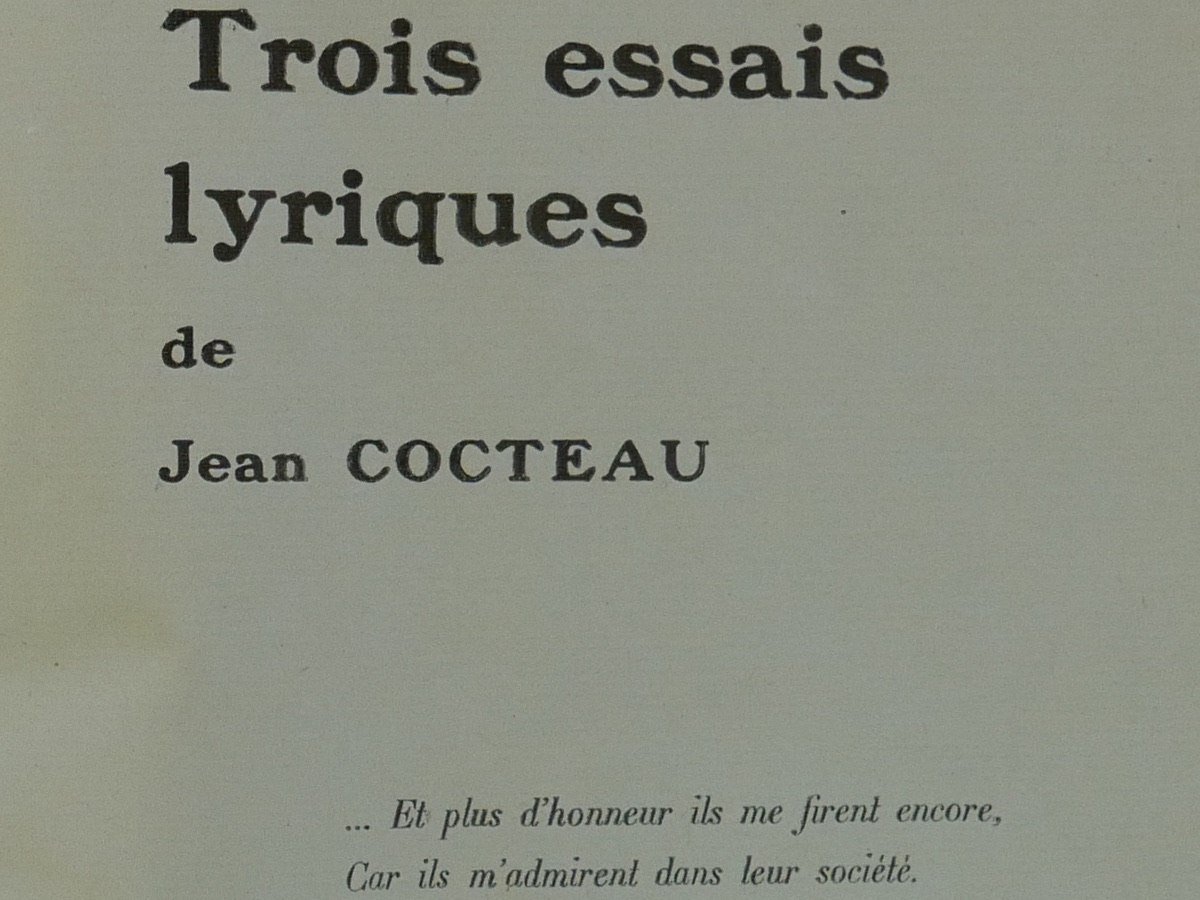 Trois essais
lyriques
de
Jean COCTEAU
... Et plus d'honneur ils me firent encore,
Car ils m'admirent dans leur société.